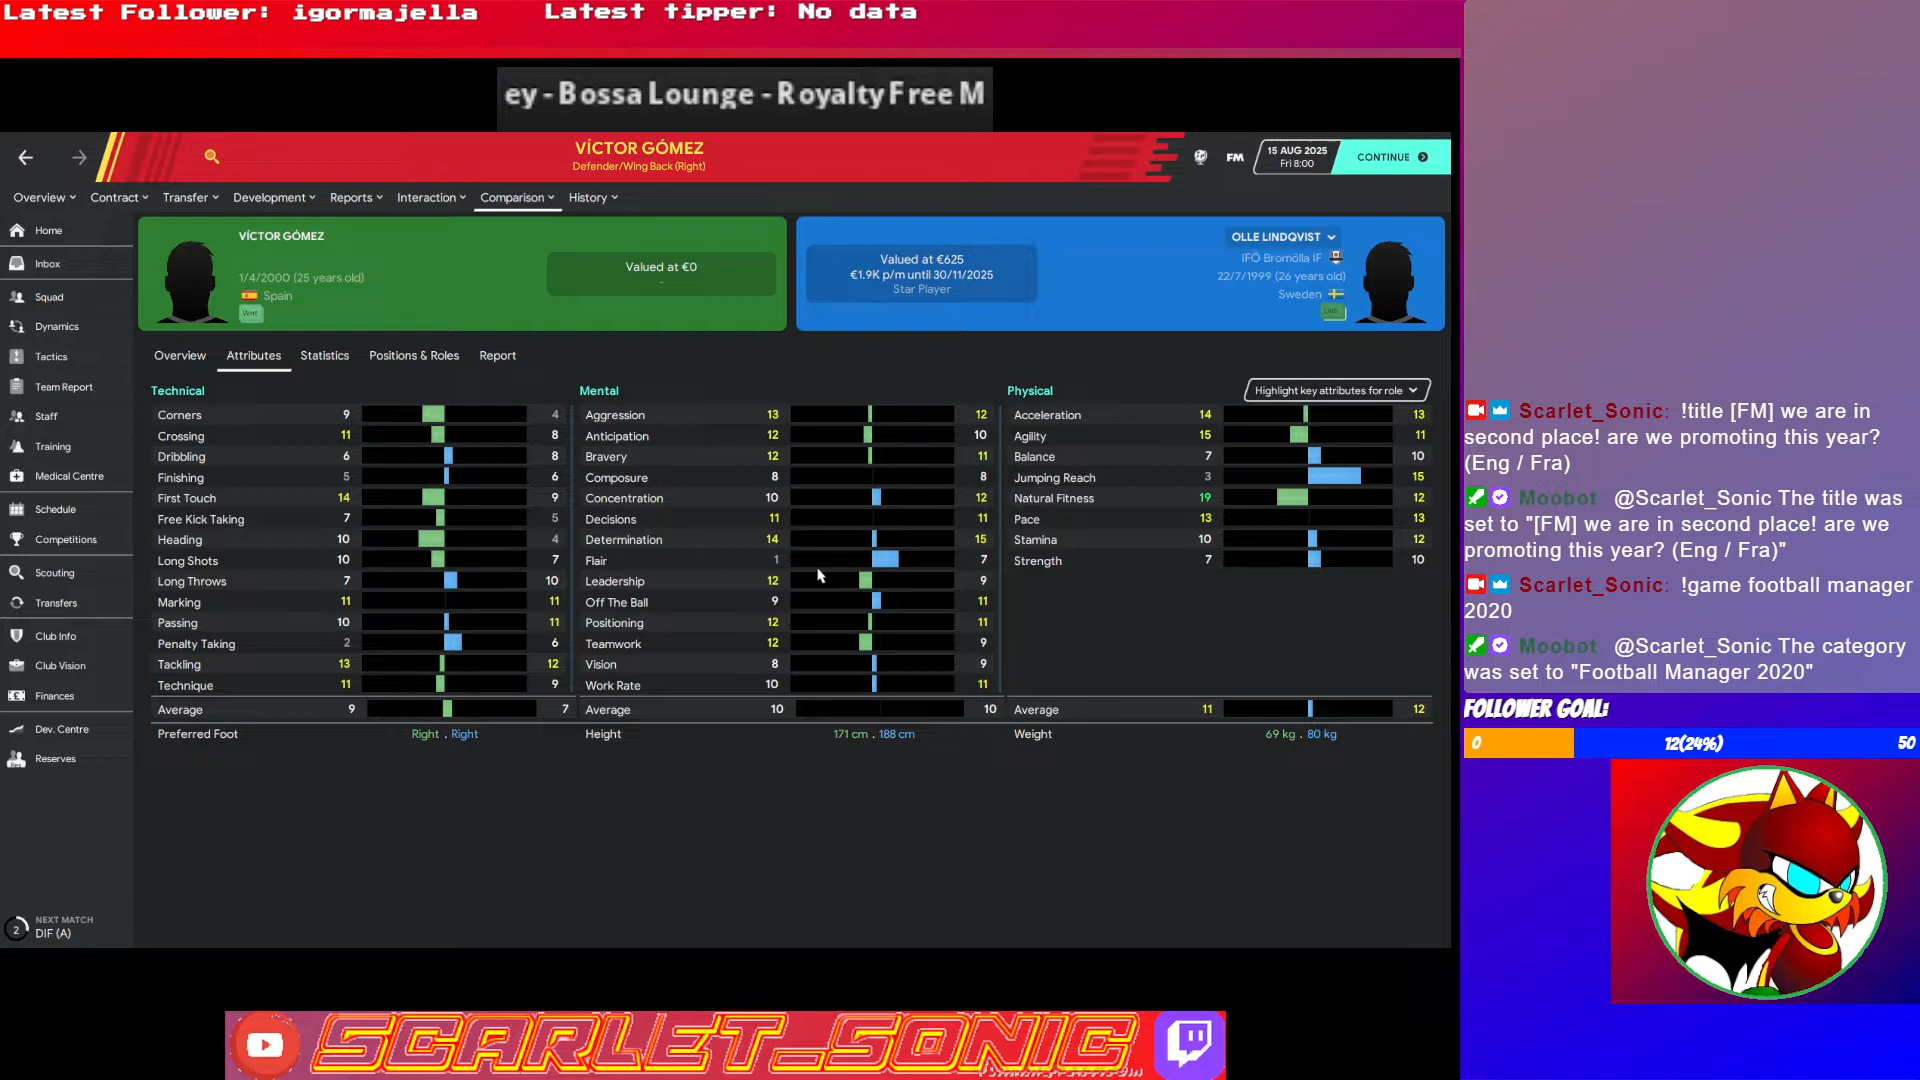 Latest Follower: igormajella
Latest tipper: No data
ey - Bossa Lounge - Royalty Free M
VÍCTOR GÓMEZ
Defender/Wing Back (Right)
FM
15 AUG 2025
Fri 8:00
CONTINUE
Overview
Contract
Transfer
Development
Reports
Interaction
Comparison
History
Home
Inbox
Squad
Dynamics
Tactics
Team Report
Staff
Training
Medical Centre
Schedule
Competitions
Scouting
Transfers
Club Info
Club Vision
Finances
Dev. Centre
Reserves
NEXT MATCH
2
DIF (A)
VÍCTOR GÓMEZ
1/4/2000 (25 years old)
Spain
Wnt
Valued at €0
-
Valued at €625
€1.9K p/m until 30/11/2025
Star Player
OLLE LINDQVIST
IFÖ Bromölla IF
22/7/1999 (26 years old)
Sweden
Overview
Attributes
Statistics
Positions & Roles
Report
Technical
Corners 9 4
Crossing 11 8
Dribbling 6 8
Finishing 5 6
First Touch 14 9
Free Kick Taking 7 5
Heading 10 4
Long Shots 10 7
Long Throws 7 10
Marking 11 11
Passing 10 11
Penalty Taking 2 6
Tackling 13 12
Technique 11 9
Average 9 7
Preferred Foot Right . Right
Mental
Aggression 13 12
Anticipation 12 10
Bravery 12 11
Composure 8 8
Concentration 10 12
Decisions 11 11
Determination 14 15
Flair 1 7
Leadership 12 9
Off The Ball 9 11
Positioning 12 11
Teamwork 12 9
Vision 8 9
Work Rate 10 11
Average 10 10
Height 171 cm . 188 cm
Physical
Highlight key attributes for role
Acceleration 14 13
Agility 15 11
Balance 7 10
Jumping Reach 3 15
Natural Fitness 19 12
Pace 13 13
Stamina 10 12
Strength 7 10
Average 11 12
Weight 69 kg . 80 kg
Scarlet_Sonic: !title [FM] we are in
second place! are we promoting this year?
(Eng / Fra)
Moobot @Scarlet_Sonic The title was
set to "[FM] we are in second place! are we
promoting this year? (Eng / Fra)"
Scarlet_Sonic: !game football manager
2020
Moobot @Scarlet_Sonic The category
was set to "Football Manager 2020"
FOLLOWER GOAL:
0 12(24%) 50
SCARLET_SONIC